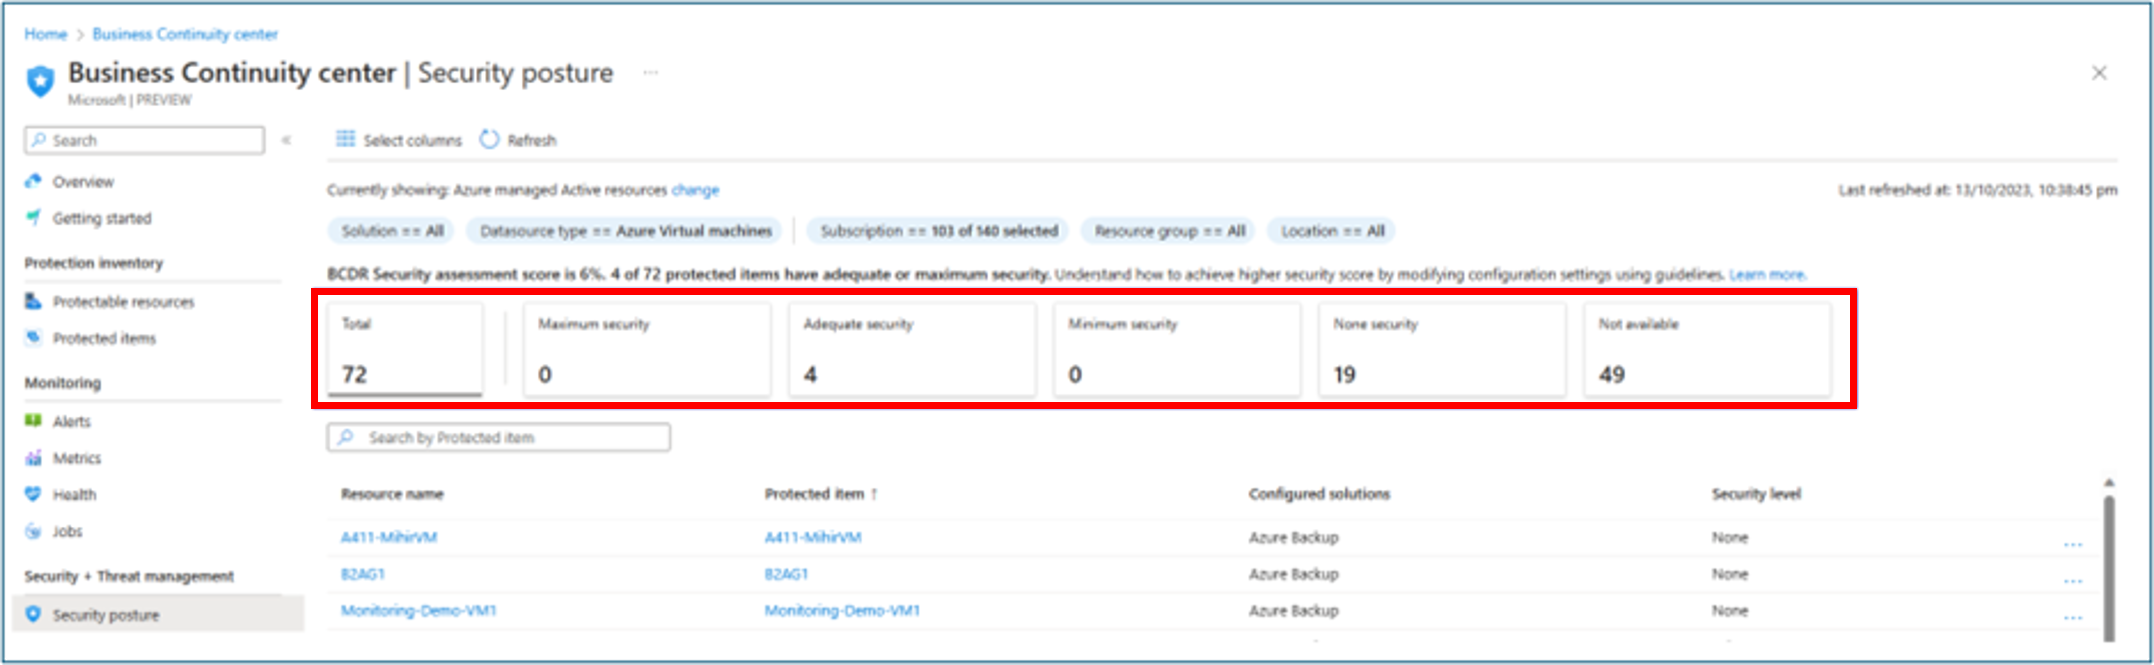 Home > Business Continuity center
Business Continuity center | Security posture ...
Microsoft | PREVIEW
Search
«
Overview
Getting started
Protection inventory
Protectable resources
Protected items
Monitoring
Alerts
Metrics
Health
Jobs
Security + Threat management
Security posture
Select columns Refresh
Currently showing: Azure managed Active resources change
Last refreshed at: 13/10/2023, 10:38:45 pm
Solution == All Datasource type == Azure Virtual machines Subscription == 103 of 140 selected Resource group == All Location == All
BCDR Security assessment score is 6%. 4 of 72 protected items have adequate or maximum security. Understand how to achieve higher security score by modifying configuration settings using guidelines. Learn more.
Total Maximum security Adequate security Minimum security None security Not available
72 0 4 0 19 49
Search by Protected item
Resource name Protected item ↑ Configured solutions Security level
A411-MihirVM A411-MihirVM Azure Backup None ...
B2AG1 B2AG1 Azure Backup None ...
Monitoring-Demo-VM1 Monitoring-Demo-VM1 Azure Backup None ...